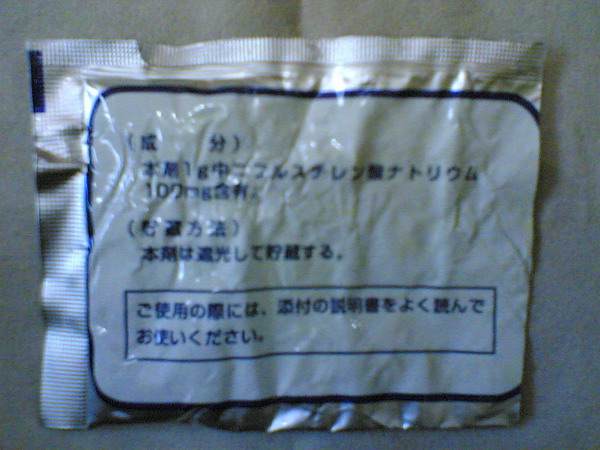 （成　　分）
本剤1g中ニフルスチレン酸ナトリウム
100mg含有。
（貯蔵方法）
本剤は遮光して貯蔵する。
ご使用の際には、添付の説明書をよく読んで
お使いください。